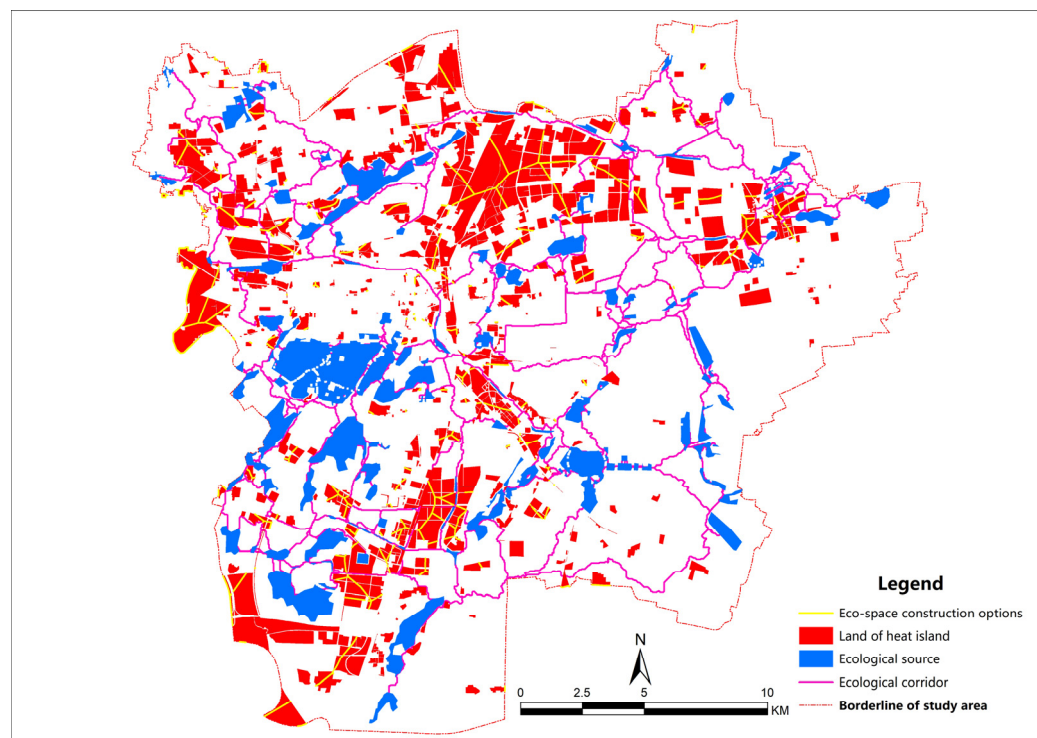 Legend
Eco-space construction options
Land of heat island
Ecological source
Ecological corridor
Borderline of study area
N
0 2.5 5 10
KM